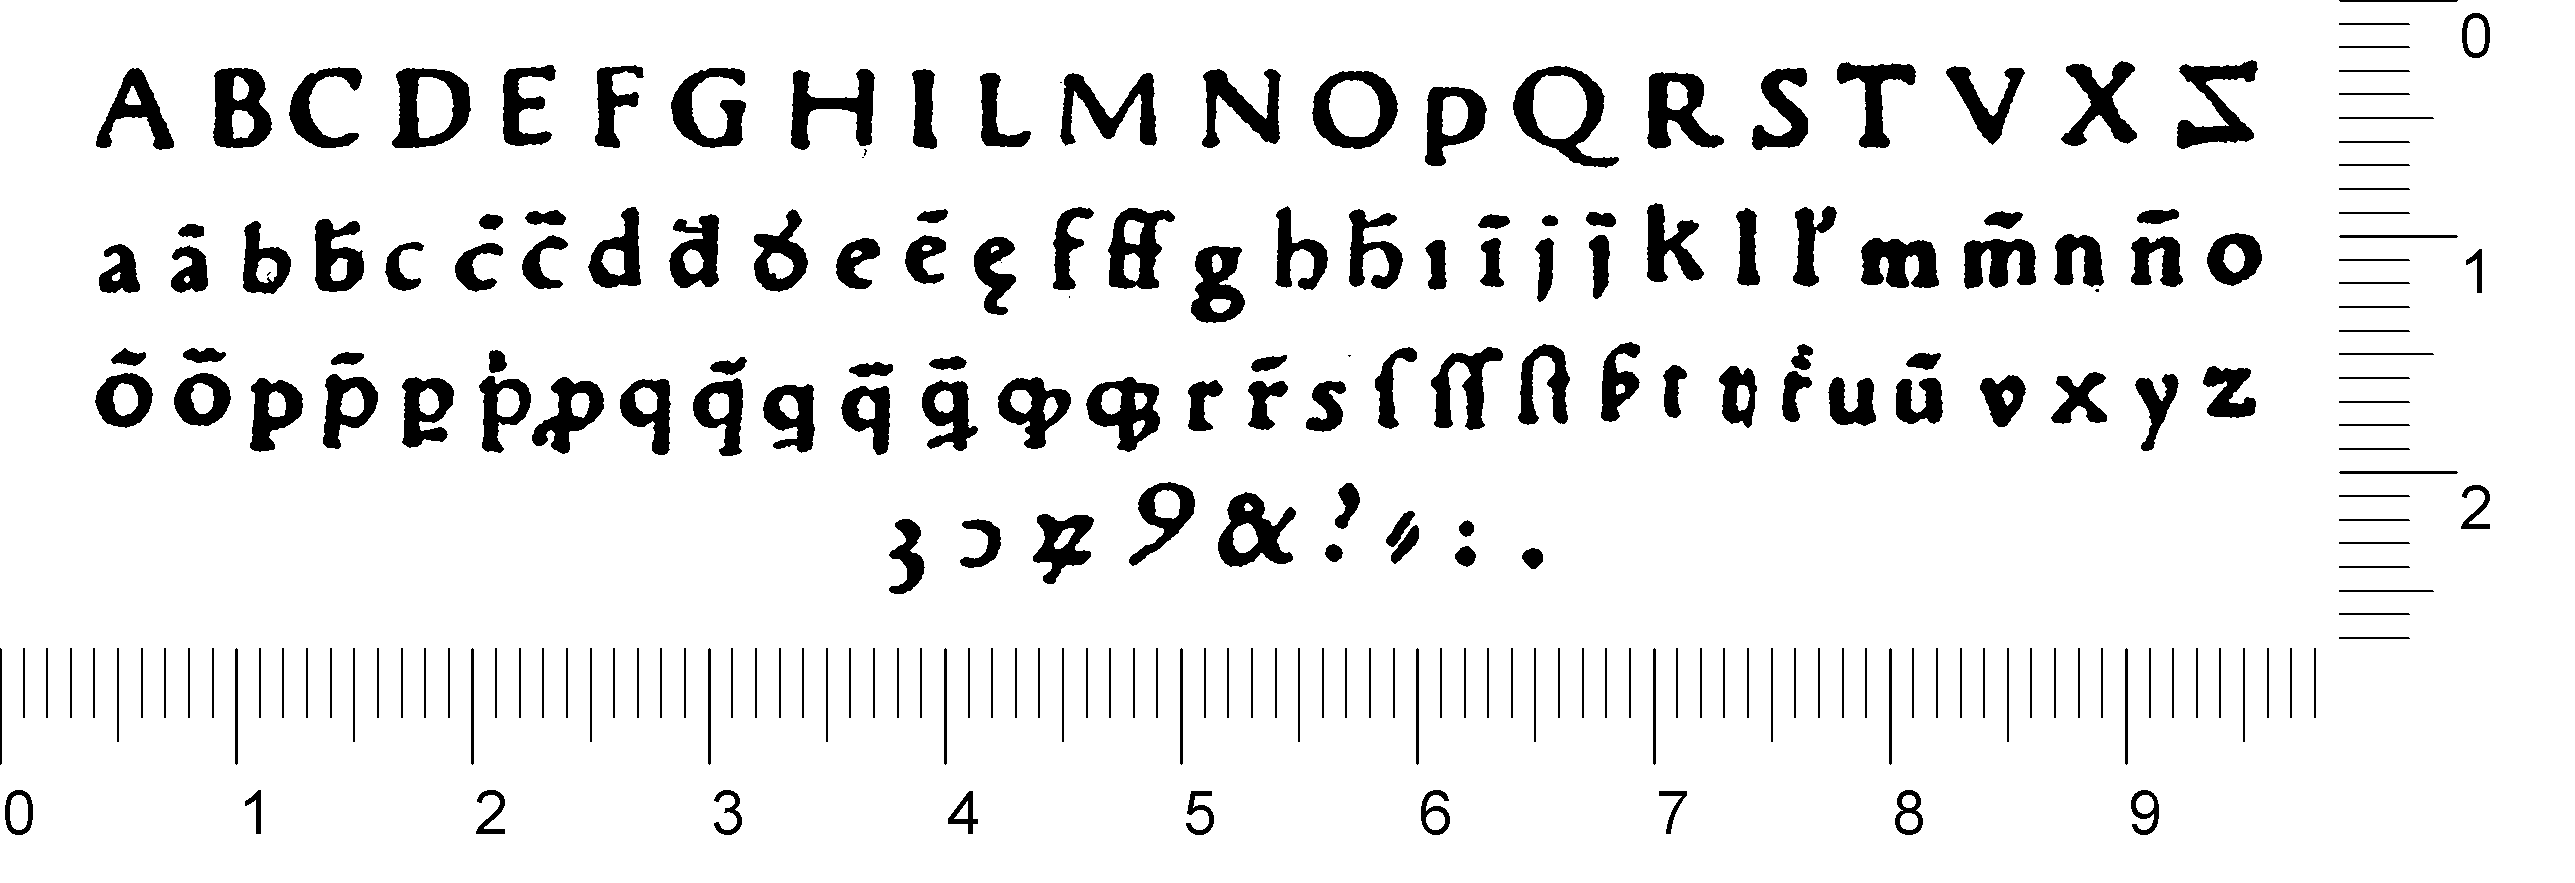 A B C D E F G H I L M N O P Q R S T V X Z
a ā b b̄ c c̄ c̃ d d̄ ꝺ e ē ę f ff g h h̄ ı ī j j̄ k l l̛ m m̄ n n̄ o
ō õ p p̄ ꝑ ṗ ꝓ q q̄ ꝗ q̃ ꝗ̄ ꝙ r r̄ s ſ ſſ ſt t u ū v x y z
ꝫ ɔ 9 & ? ⸗ : .
0
1
2
0 1 2 3 4 5 6 7 8 9